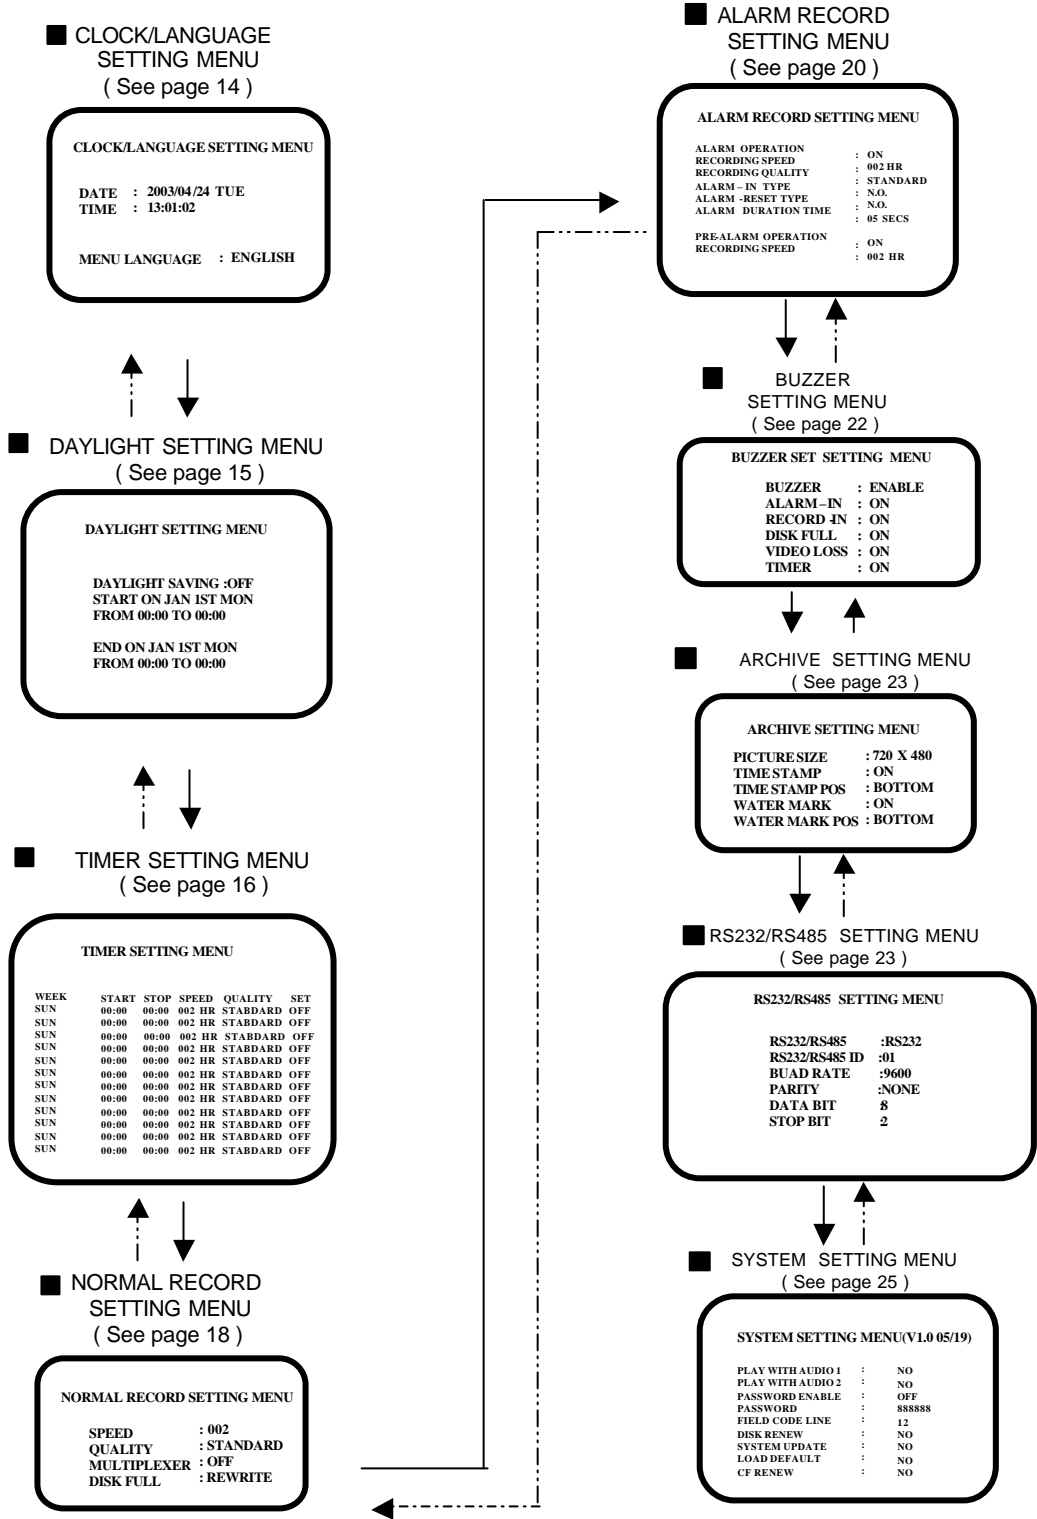 CLOCK/LANGUAGE
SETTING MENU
( See page 14 )
CLOCK/LANGUAGE SETTING MENU
DATE : 2003/04/24 TUE
TIME : 13:01:02
MENU LANGUAGE : ENGLISH
DAYLIGHT SETTING MENU
( See page 15 )
DAYLIGHT SETTING MENU
DAYLIGHT SAVING :OFF
START ON JAN 1ST MON
FROM 00:00 TO 00:00
END ON JAN 1ST MON
FROM 00:00 TO 00:00
TIMER SETTING MENU
( See page 16 )
TIMER SETTING MENU
WEEK START STOP SPEED QUALITY SET
SUN 00:00 00:00 002 HR STABDARD OFF
SUN 00:00 00:00 002 HR STABDARD OFF
SUN 00:00 00:00 002 HR STABDARD OFF
SUN 00:00 00:00 002 HR STABDARD OFF
SUN 00:00 00:00 002 HR STABDARD OFF
SUN 00:00 00:00 002 HR STABDARD OFF
SUN 00:00 00:00 002 HR STABDARD OFF
SUN 00:00 00:00 002 HR STABDARD OFF
SUN 00:00 00:00 002 HR STABDARD OFF
SUN 00:00 00:00 002 HR STABDARD OFF
SUN 00:00 00:00 002 HR STABDARD OFF
SUN 00:00 00:00 002 HR STABDARD OFF
NORMAL RECORD
SETTING MENU
( See page 18 )
NORMAL RECORD SETTING MENU
SPEED : 002
QUALITY : STANDARD
MULTIPLEXER : OFF
DISK FULL : REWRITE
ALARM RECORD
SETTING MENU
( See page 20 )
ALARM RECORD SETTING MENU
ALARM OPERATION : ON
RECORDING SPEED : 002 HR
RECORDING QUALITY : STANDARD
ALARM – IN TYPE : N.O.
ALARM -RESET TYPE : N.O.
ALARM DURATION TIME : 05 SECS
PRE-ALARM OPERATION : ON
RECORDING SPEED : 002 HR
BUZZER
SETTING MENU
( See page 22 )
BUZZER SET SETTING MENU
BUZZER : ENABLE
ALARM–IN : ON
RECORD-IN : ON
DISK FULL : ON
VIDEO LOSS : ON
TIMER : ON
ARCHIVE SETTING MENU
( See page 23 )
ARCHIVE SETTING MENU
PICTURE SIZE : 720 X 480
TIME STAMP : ON
TIME STAMP POS : BOTTOM
WATER MARK : ON
WATER MARK POS : BOTTOM
RS232/RS485 SETTING MENU
( See page 23 )
RS232/RS485 SETTING MENU
RS232/RS485 :RS232
RS232/RS485 ID :01
BUAD RATE :9600
PARITY :NONE
DATA BIT :8
STOP BIT :2
SYSTEM SETTING MENU
( See page 25 )
SYSTEM SETTING MENU(V1.0 05/19)
PLAY WITH AUDIO 1 : NO
PLAY WITH AUDIO 2 : NO
PASSWORD ENABLE : OFF
PASSWORD : 888888
FIELD CODE LINE : 12
DISK RENEW : NO
SYSTEM UPDATE : NO
LOAD DEFAULT : NO
CF RENEW : NO